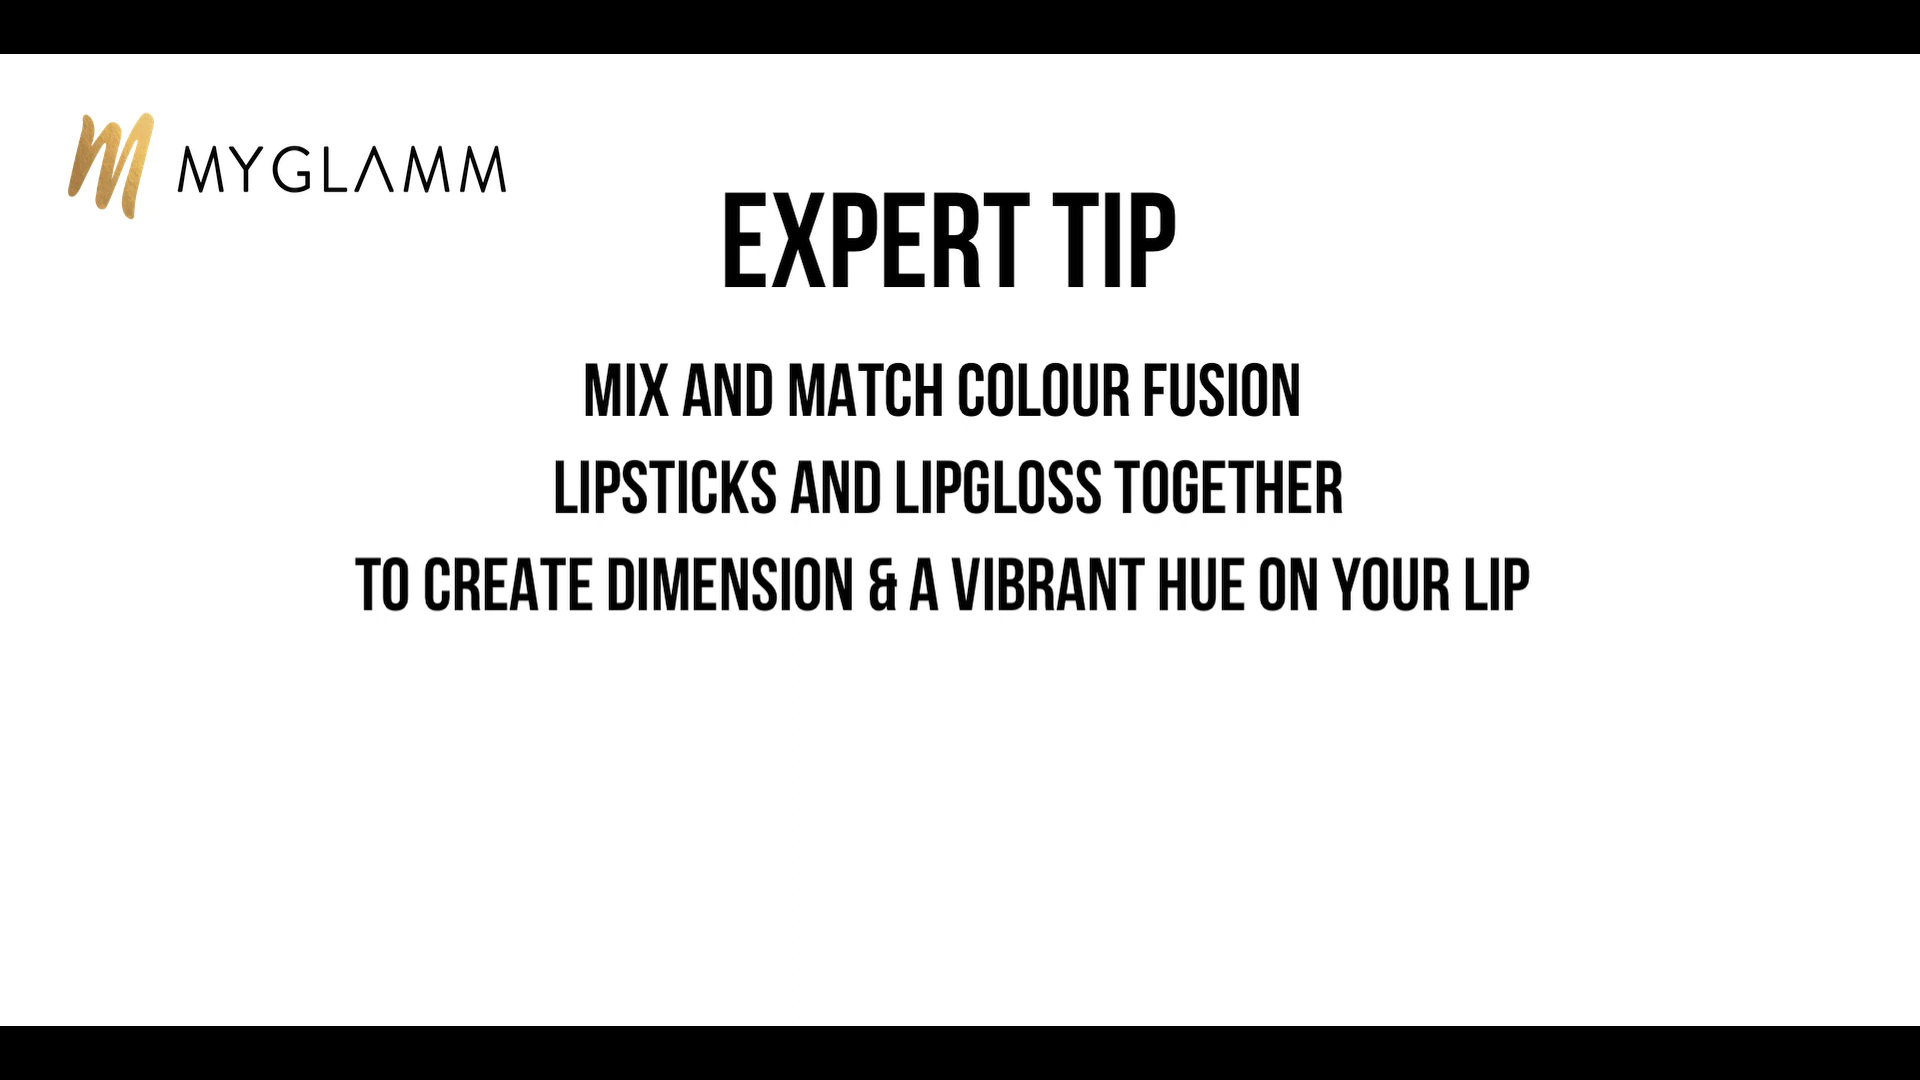 MYGLAMM
EXPERT TIP
MIX AND MATCH COLOUR FUSION
LIPSTICKS AND LIPGLOSS TOGETHER
TO CREATE DIMENSION & A VIBRANT HUE ON YOUR LIP